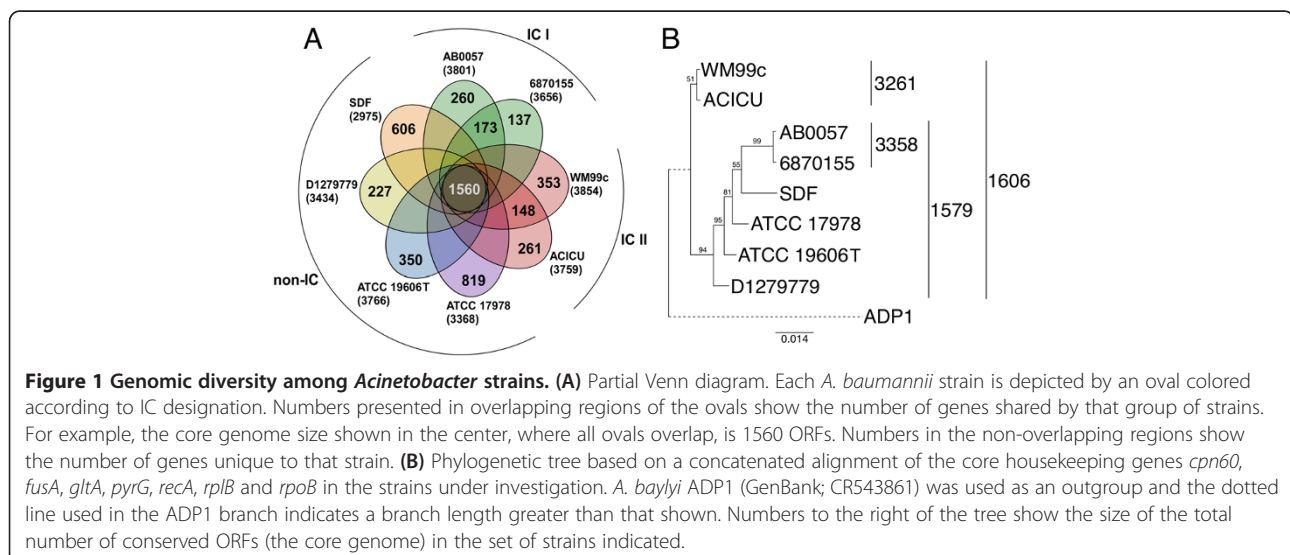 A
IC I
AB0057
(3801)
6870155
(3656)
SDF
(2975)
260
137
606
173
D1279779
(3434)
227
1560
353
WM99c
(3854)
148
IC II
350
261
819
ACICU
(3759)
non-IC
ATCC 19606T
(3766)
ATCC 17978
(3368)
B
51
WM99c
ACICU
3261
99
AB0057
6870155
3358
55
SDF
81
ATCC 17978
95
ATCC 19606T
94
D1279779
1579
1606
ADP1
0.014
Figure 1 Genomic diversity among Acinetobacter strains. (A) Partial Venn diagram. Each A. baumannii strain is depicted by an oval colored
according to IC designation. Numbers presented in overlapping regions of the ovals show the number of genes shared by that group of strains.
For example, the core genome size shown in the center, where all ovals overlap, is 1560 ORFs. Numbers in the non-overlapping regions show
the number of genes unique to that strain. (B) Phylogenetic tree based on a concatenated alignment of the core housekeeping genes cpn60,
fusA, gltA, pyrG, recA, rplB and rpoB in the strains under investigation. A. baylyi ADP1 (GenBank; CR543861) was used as an outgroup and the dotted
line used in the ADP1 branch indicates a branch length greater than that shown. Numbers to the right of the tree show the size of the total
number of conserved ORFs (the core genome) in the set of strains indicated.